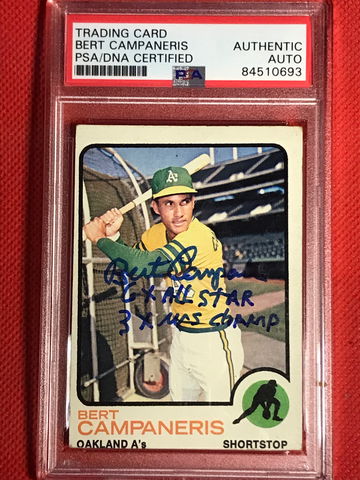 TRADING CARD
BERT CAMPANERIS
PSA/DNA CERTIFIED
AUTHENTIC
AUTO
84510693
PSA
A's
Bert Campaneris
6 X ALL STAR
3 X WS CHAMP
BERT
CAMPANERIS
OAKLAND A's
SHORTSTOP